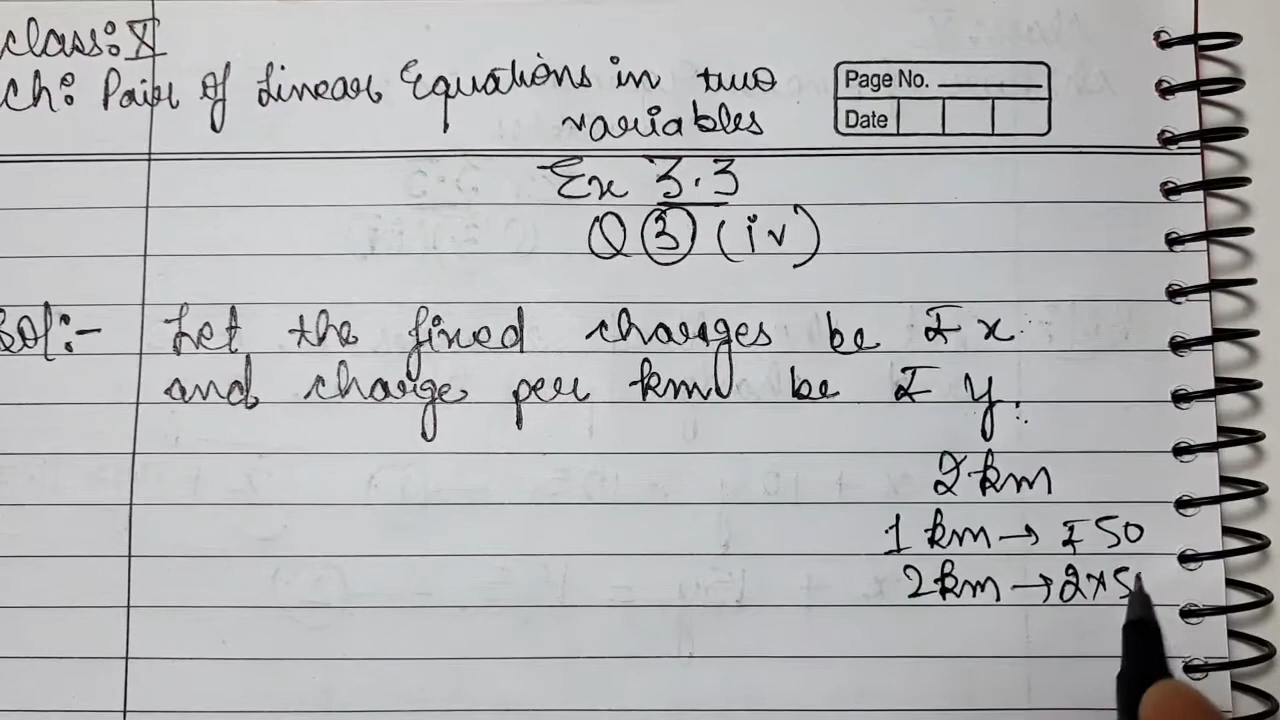 Class: X
Ch: Pair of Linear Equations in two
variables
Page No.
Date
Ex 3.3
Q 3 (iv)
Sol:- Let the fixed charges be ₹ x
and charge per km be ₹ y.
2 km
1 km → ₹ 50
2 km → 2 × 5